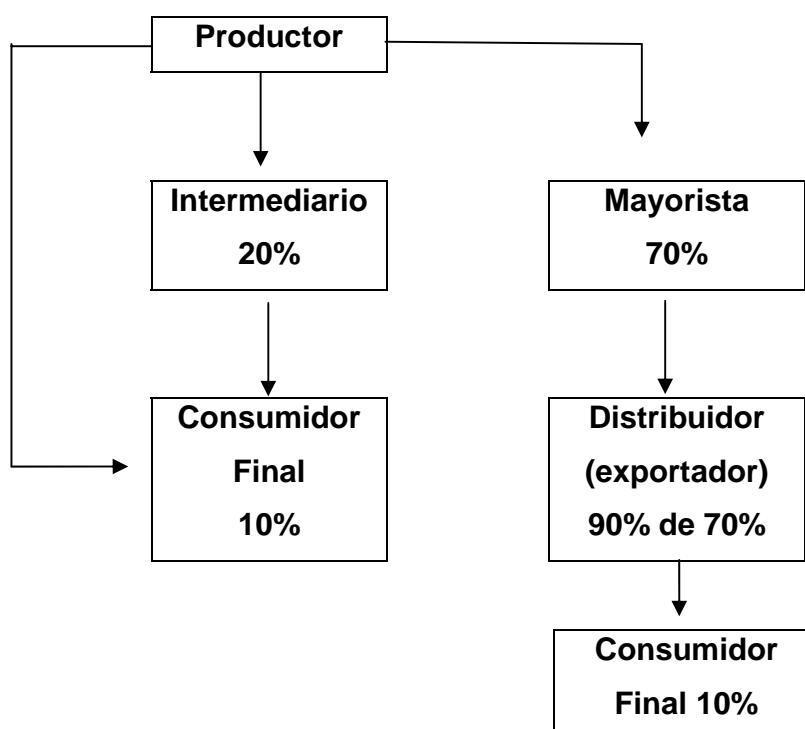 Productor
Intermediario
20%
Mayorista
70%
Consumidor
Final
10%
Distribuidor
(exportador)
90% de 70%
Consumidor
Final 10%